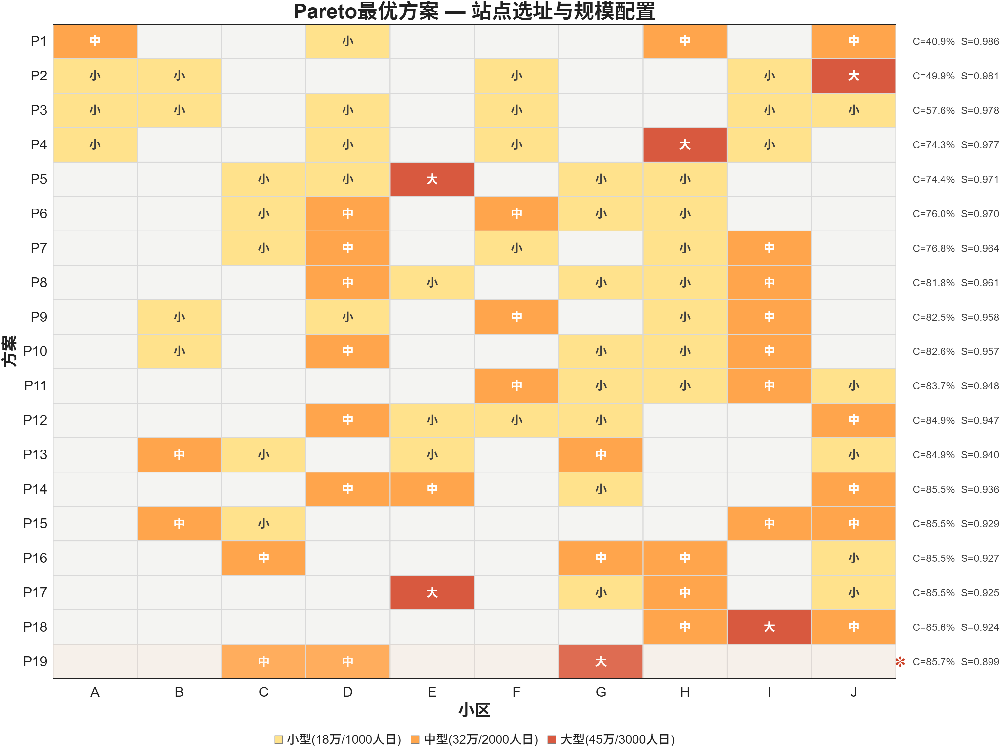 Pareto最优方案 — 站点选址与规模配置
P1 中 小 中 中 C=40.9% S=0.986
P2 小 小 小 小 大 C=49.9% S=0.981
P3 小 小 小 小 小 小 C=57.6% S=0.978
P4 小 小 小 大 小 C=74.3% S=0.977
P5 小 小 大 小 小 C=74.4% S=0.971
P6 小 中 中 小 小 C=76.0% S=0.970
P7 小 中 小 小 中 C=76.8% S=0.964
P8 中 小 小 小 中 C=81.8% S=0.961
P9 小 小 中 小 中 C=82.5% S=0.958
P10 小 中 小 小 中 C=82.6% S=0.957
P11 中 小 小 中 小 C=83.7% S=0.948
P12 中 小 小 小 中 C=84.9% S=0.947
P13 中 小 小 中 小 C=84.9% S=0.940
P14 中 中 小 中 C=85.5% S=0.936
P15 中 小 中 中 C=85.5% S=0.929
P16 中 中 中 小 C=85.5% S=0.927
P17 大 小 中 小 C=85.5% S=0.925
P18 中 大 中 C=85.6% S=0.924
P19 中 中 大 ✻ C=85.7% S=0.899
方案
A B C D E F G H I J
小区
小型(18万/1000人日) 中型(32万/2000人日) 大型(45万/3000人日)